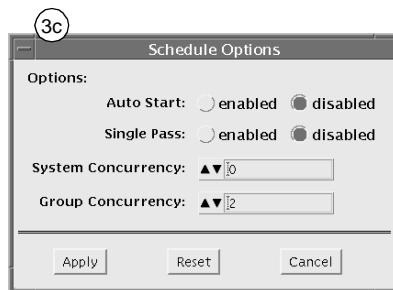 3c
Schedule Options
Options:
Auto Start: enabled disabled
Single Pass: enabled disabled
System Concurrency: ▲▼ 0
Group Concurrency: ▲▼ 2
Apply Reset Cancel